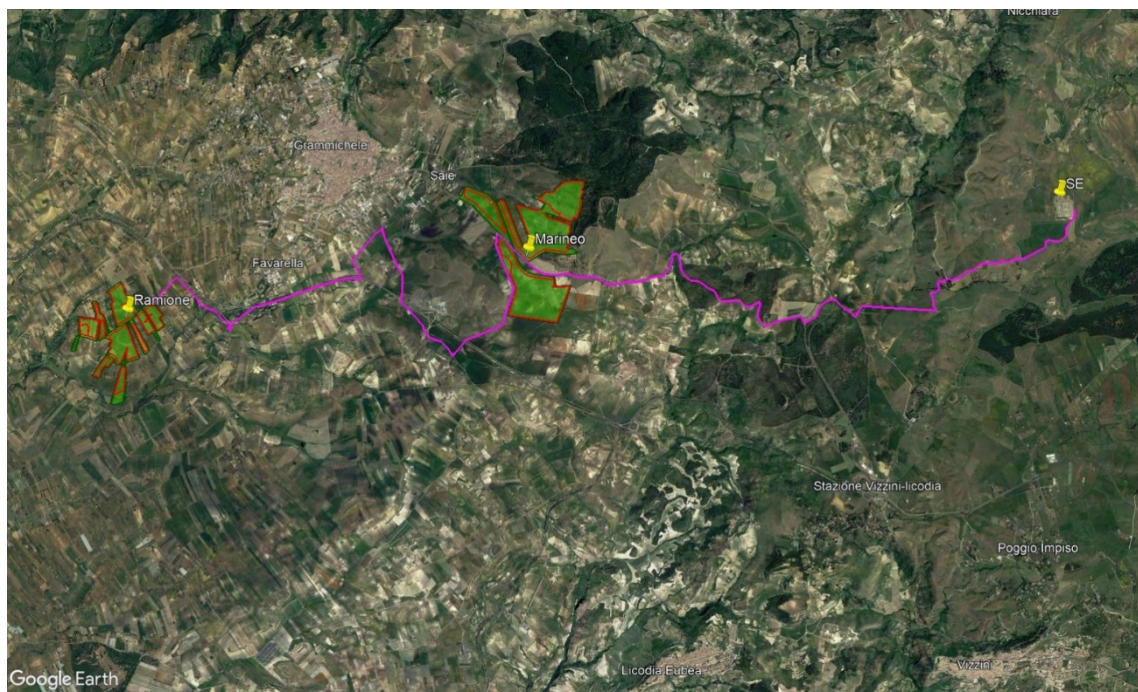 Nicchiara
Grammichele
Saie
SE
Marineo
Favarella
Ramione
Stazione Vizzini-licodia
Poggio Impiso
Licodia Eubea
Vizzini
Google Earth